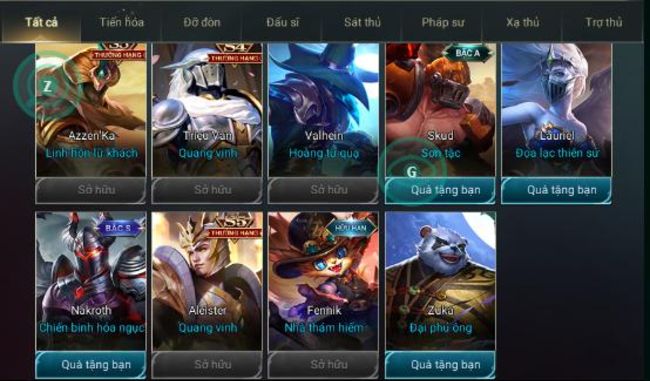 Tất cả Tiến hóa Đỡ đòn Đấu sĩ Sát thủ Pháp sư Xạ thủ Trợ thủ
S3 S4 BẬC A
THƯỞNG HẠNG THƯỞNG HẠNG
Z
Azzen'Ka Triệu Vân Valhein Skud Lauriel
Linh hồn lữ khách Quang vinh Hoàng tử quạ Sơn tặc Đọa lạc thiên sứ
G
Sở hữu Sở hữu Sở hữu Quà tặng bạn Quà tặng bạn
BẬC S S5 HỮU HẠN
THƯỞNG HẠNG
Nakroth Aleister Fennik Zuka
Chiến binh hỏa ngục Quang vinh Nhà thám hiểm Đại phú ông
Quà tặng bạn Sở hữu Sở hữu Quà tặng bạn